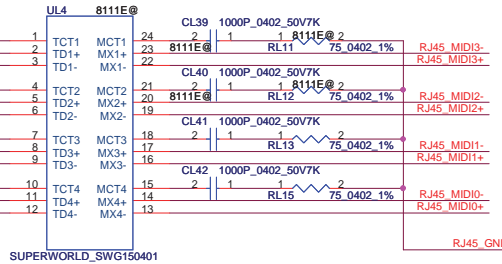 UL4 8111E@
CL39 1000P_0402_50V7K
1 TCT1 MCT1 24 2 1 1 2
2 TD1+ MX1+ 23 8111E@ RL11 75_0402_1% RJ45_MIDI3-
3 TD1- MX1- 22 RJ45_MIDI3+
CL40 1000P_0402_50V7K
4 TCT2 MCT2 21 2 1 1 8111E@ 2
5 TD2+ MX2+ 20 8111E@ RL12 75_0402_1% RJ45_MIDI2-
6 TD2- MX2- 19 RJ45_MIDI2+
CL41 1000P_0402_50V7K
7 TCT3 MCT3 18 2 1 1 2
8 TD3+ MX3+ 17 RL13 75_0402_1% RJ45_MIDI1-
9 TD3- MX3- 16 RJ45_MIDI1+
CL42 1000P_0402_50V7K
10 TCT4 MCT4 15 2 1 1 2
11 TD4+ MX4+ 14 RL15 75_0402_1% RJ45_MIDI0-
12 TD4- MX4- 13 RJ45_MIDI0+
RJ45_GN
SUPERWORLD_SWG150401